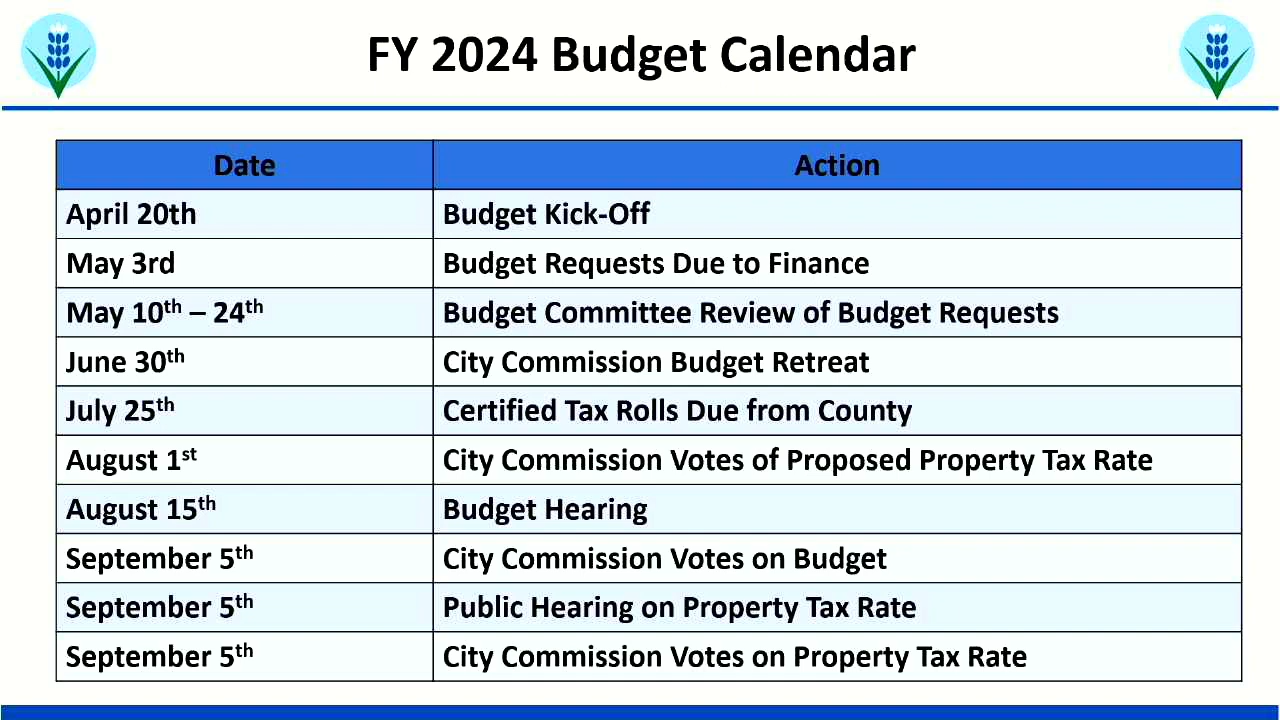 FY 2024 Budget Calendar
Date Action
April 20th Budget Kick-Off
May 3rd Budget Requests Due to Finance
May 10th – 24th Budget Committee Review of Budget Requests
June 30th City Commission Budget Retreat
July 25th Certified Tax Rolls Due from County
August 1st City Commission Votes of Proposed Property Tax Rate
August 15th Budget Hearing
September 5th City Commission Votes on Budget
September 5th Public Hearing on Property Tax Rate
September 5th City Commission Votes on Property Tax Rate